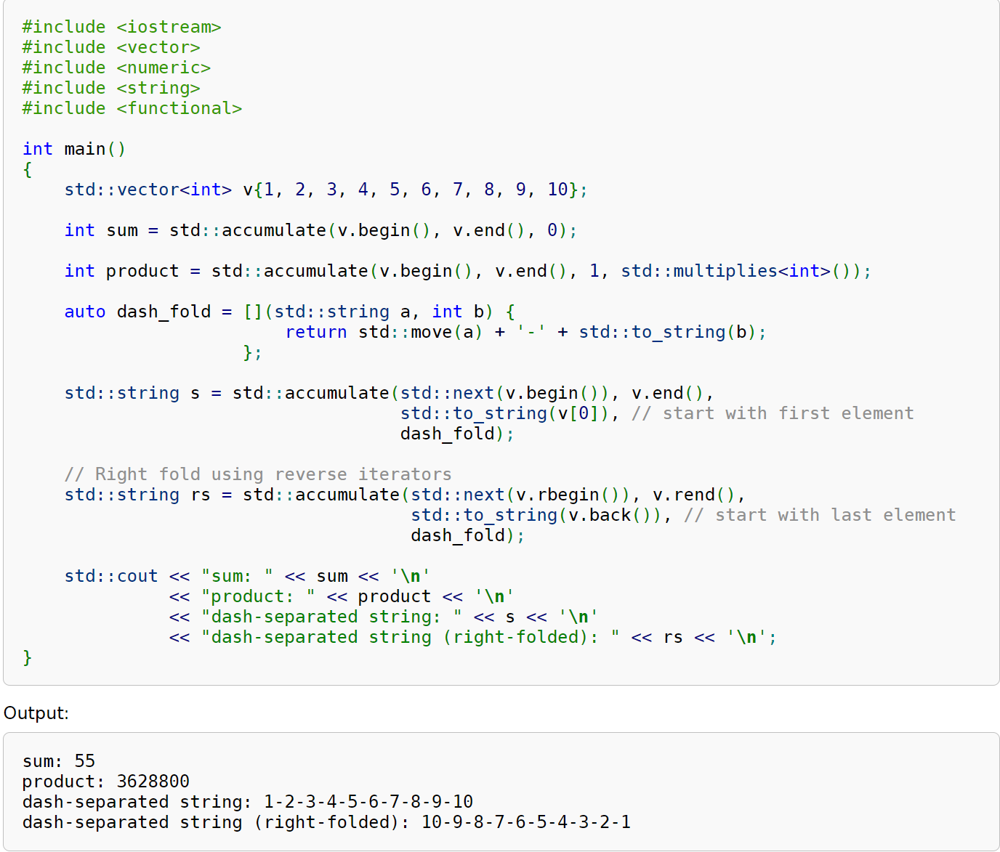 #include <iostream>
#include <vector>
#include <numeric>
#include <string>
#include <functional>

int main()
{
    std::vector<int> v{1, 2, 3, 4, 5, 6, 7, 8, 9, 10};

    int sum = std::accumulate(v.begin(), v.end(), 0);

    int product = std::accumulate(v.begin(), v.end(), 1, std::multiplies<int>());

    auto dash_fold = [](std::string a, int b) {
                         return std::move(a) + '-' + std::to_string(b);
                     };

    std::string s = std::accumulate(std::next(v.begin()), v.end(),
                                    std::to_string(v[0]), // start with first element
                                    dash_fold);

    // Right fold using reverse iterators
    std::string rs = std::accumulate(std::next(v.rbegin()), v.rend(),
                                     std::to_string(v.back()), // start with last element
                                     dash_fold);

    std::cout << "sum: " << sum << '\n'
              << "product: " << product << '\n'
              << "dash-separated string: " << s << '\n'
              << "dash-separated string (right-folded): " << rs << '\n';
}
Output:
sum: 55
product: 3628800
dash-separated string: 1-2-3-4-5-6-7-8-9-10
dash-separated string (right-folded): 10-9-8-7-6-5-4-3-2-1